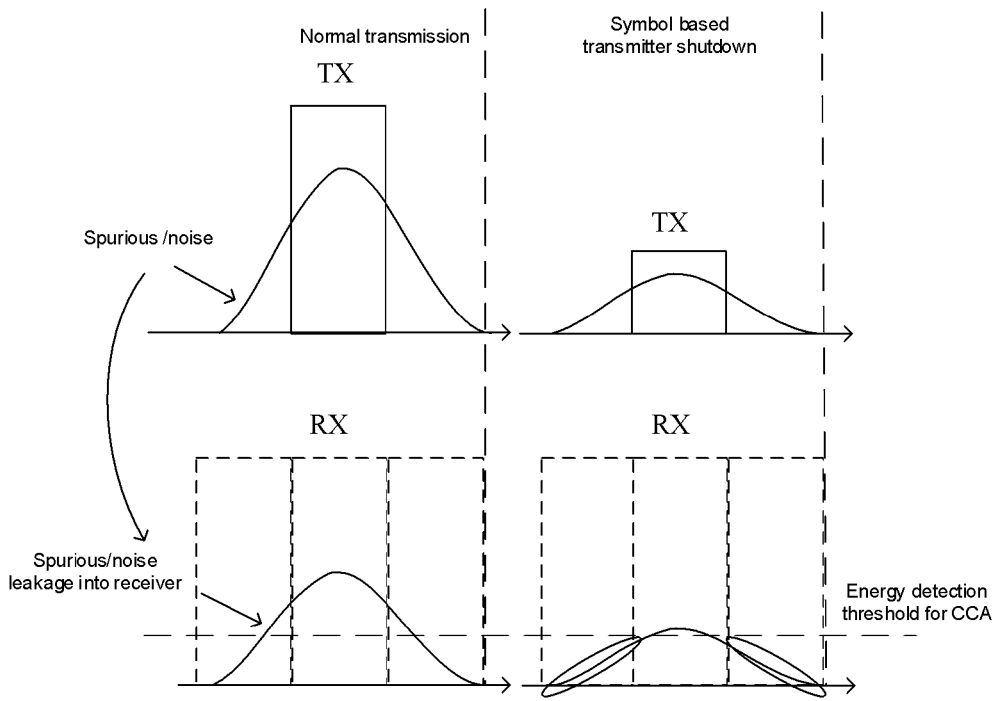 Normal transmission
Symbol based
transmitter shutdown
TX
TX
Spurious /noise
RX
RX
Spurious/noise
leakage into receiver
Energy detection
threshold for CCA